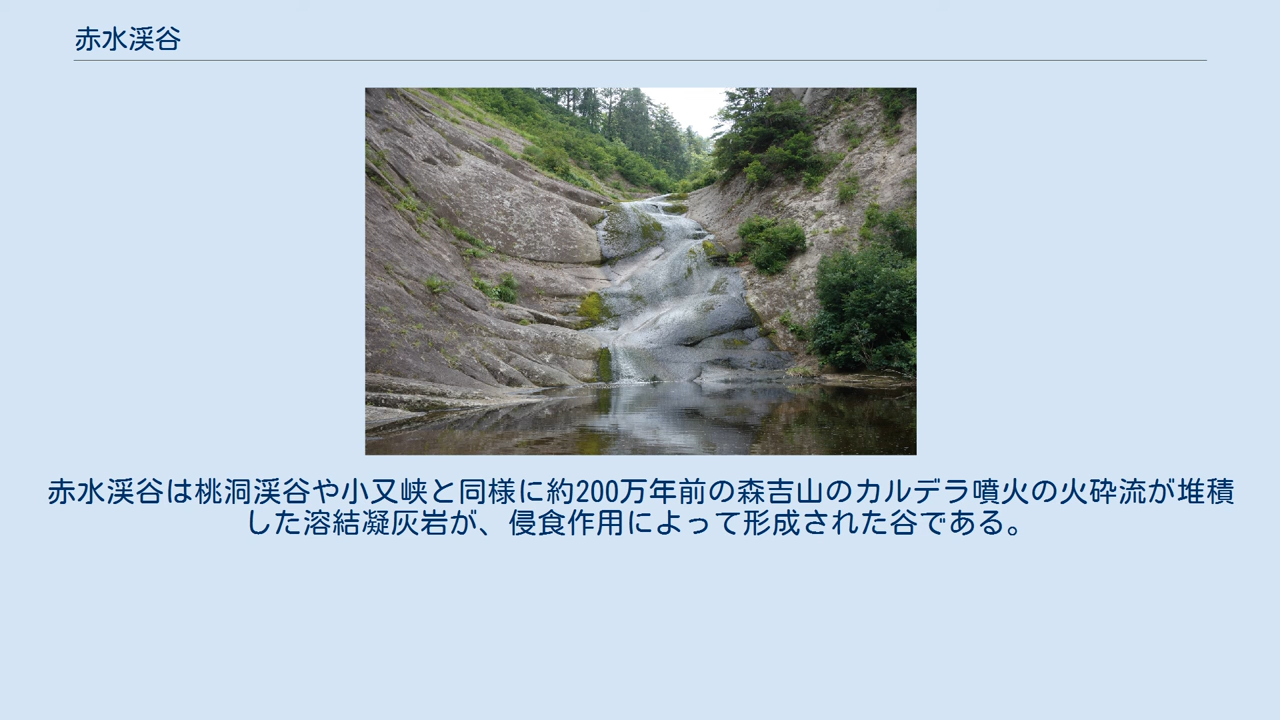 赤水渓谷
赤水渓谷は桃洞渓谷や小又峡と同様に約200万年前の森吉山のカルデラ噴火の火砕流が堆積
した溶結凝灰岩が、侵食作用によって形成された谷である。